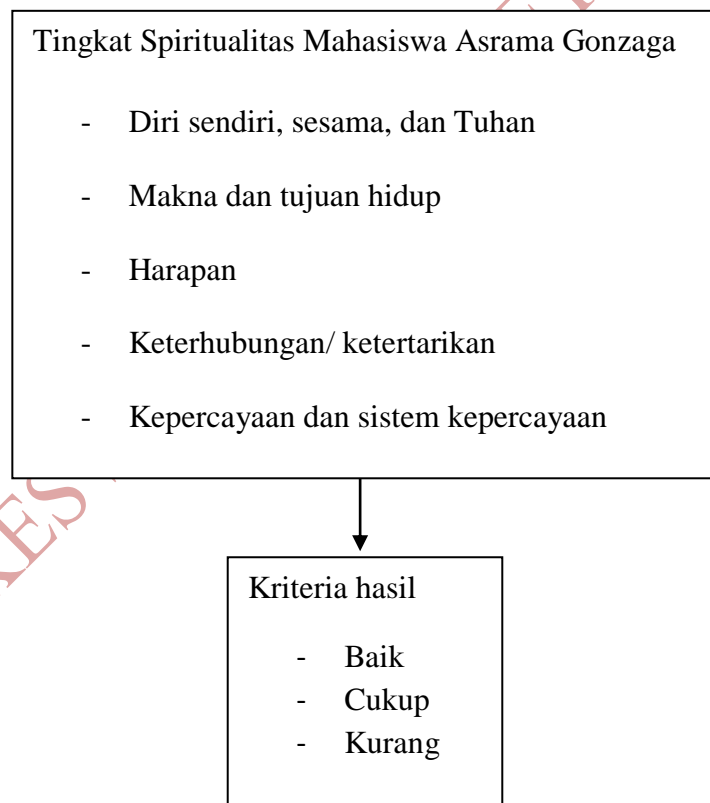 Tingkat Spiritualitas Mahasiswa Asrama Gonzaga
- Diri sendiri, sesama, dan Tuhan
- Makna dan tujuan hidup
- Harapan
- Keterhubungan/ ketertarikan
- Kepercayaan dan sistem kepercayaan
Kriteria hasil
- Baik
- Cukup
- Kurang